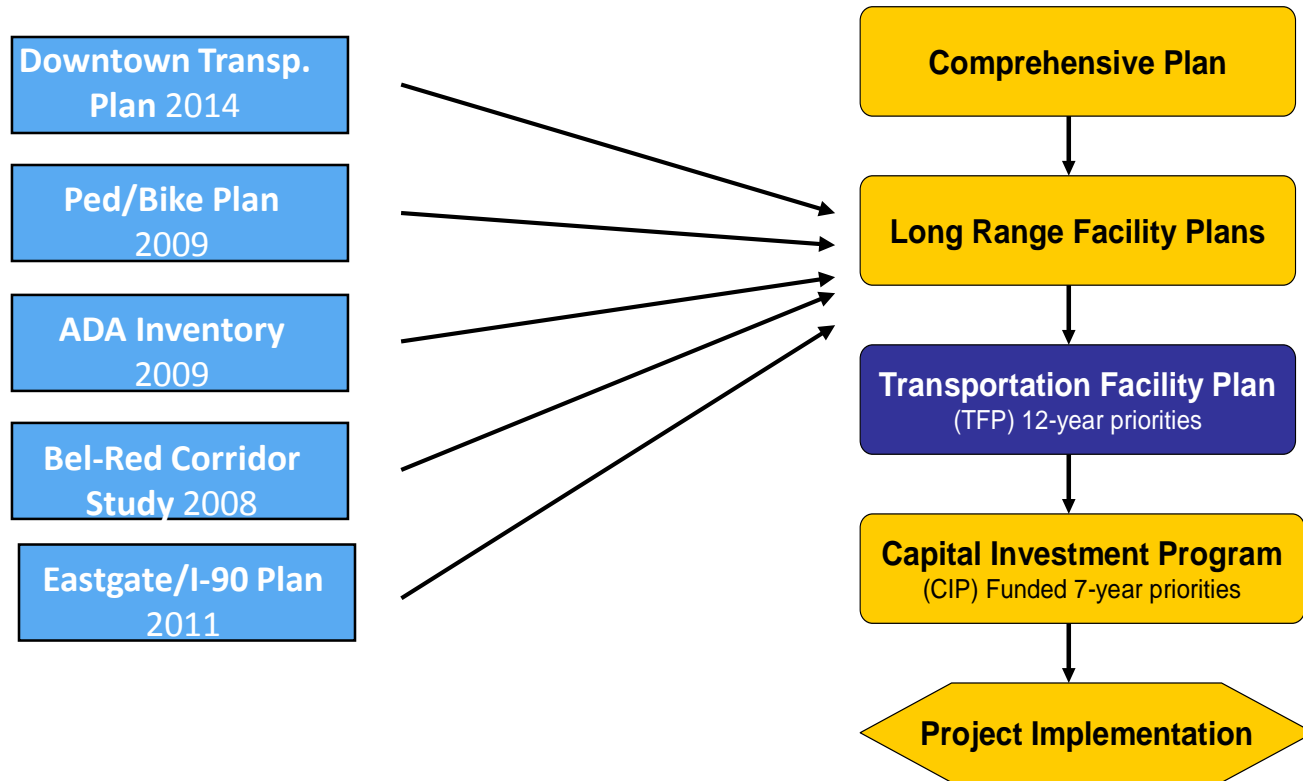 Downtown Transp.
Plan 2014
Ped/Bike Plan
2009
ADA Inventory
2009
Bel-Red Corridor
Study 2008
Eastgate/I-90 Plan
2011
Comprehensive Plan
Long Range Facility Plans
Transportation Facility Plan
(TFP) 12-year priorities
Capital Investment Program
(CIP) Funded 7-year priorities
Project Implementation